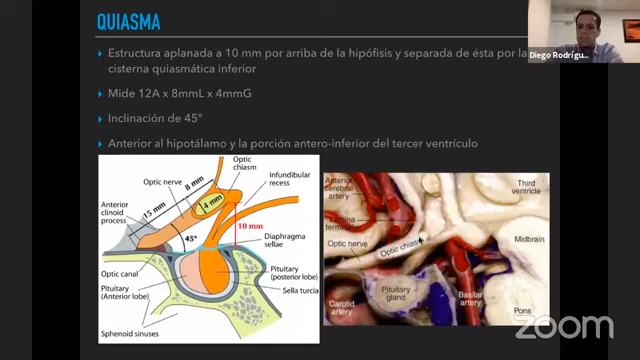 QUIASMA
Estructura aplanada a 10 mm por arriba de la hipófisis y separada de ésta por la
cisterna quiasmática inferior
Mide 12A x 8mmL x 4mmG
Inclinación de 45°
Anterior al hipotálamo y la porción antero-inferior del tercer ventrículo
Diego Rodrígu...
Optic
chiasm
8 mm
Optic nerve
Infundibular
recess
4 mm
15 mm
Anterior
clinoid
process
10 mm
45°
Diaphragma
sellae
Optic canal
Pituitary
(posterior lobe)
Pituitary
(Anterior lobe)
Sella turcia
Sphenoid sinuses
Anterior
cerebral
artery
Third
ventricle
Lamina
Optic nerve
Optic chiasm
Midbrain
Pituitary
gland
Basilar
artery
Carotid
artery
Pons
zoom